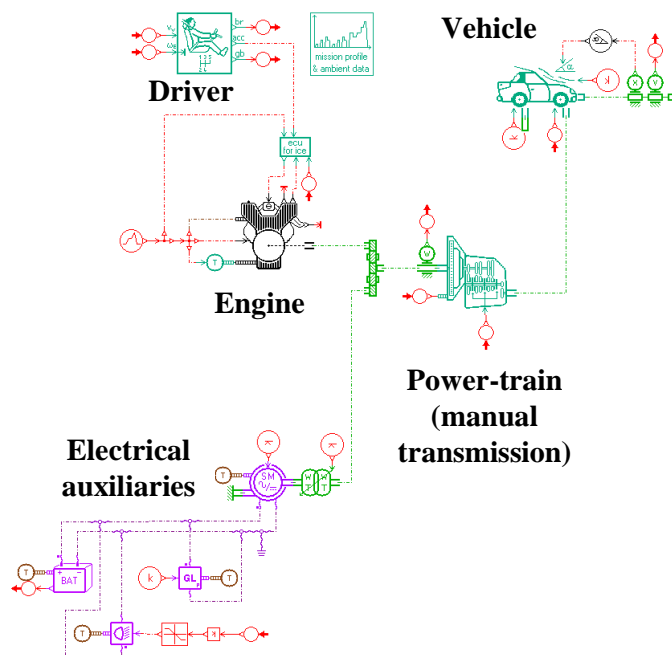 Vehicle
br
acc
gb
mission profile
& ambient data
Driver
ecu
for ice
T
Engine
W
Power-train
(manual
transmission)
Electrical
auxiliaries
T
SM
W W
T T
T
BAT
k
GL
T
T
k
x
v
α